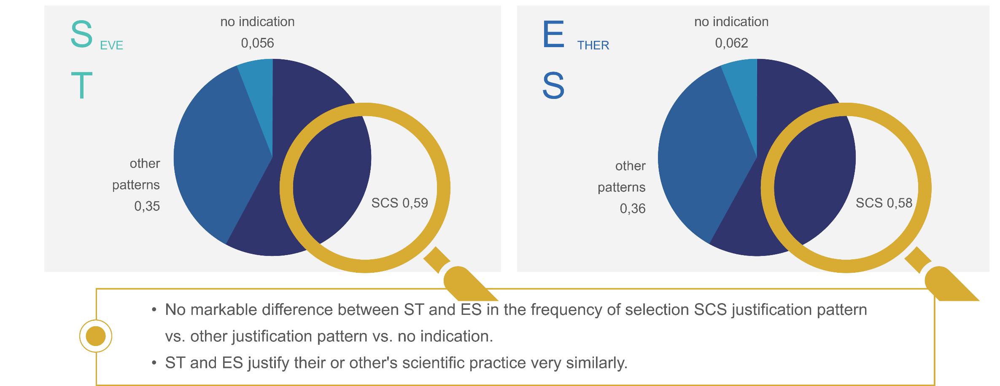 S EVE
T
no indication
0,056
other
patterns
0,35
SCS 0,59
E THER
S
no indication
0,062
other
patterns
0,36
SCS 0,58
• No markable difference between ST and ES in the frequency of selection SCS justification pattern
vs. other justification pattern vs. no indication.
• ST and ES justify their or other's scientific practice very similarly.